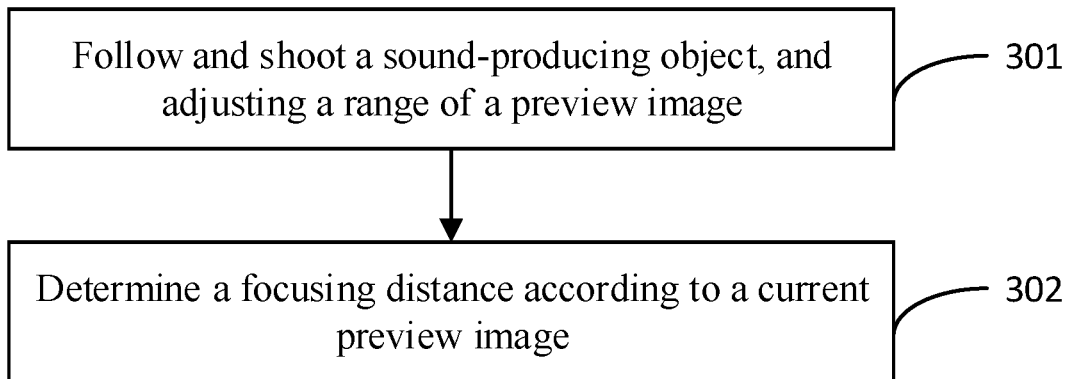 Follow and shoot a sound-producing object, and
adjusting a range of a preview image
301
Determine a focusing distance according to a current
preview image
302